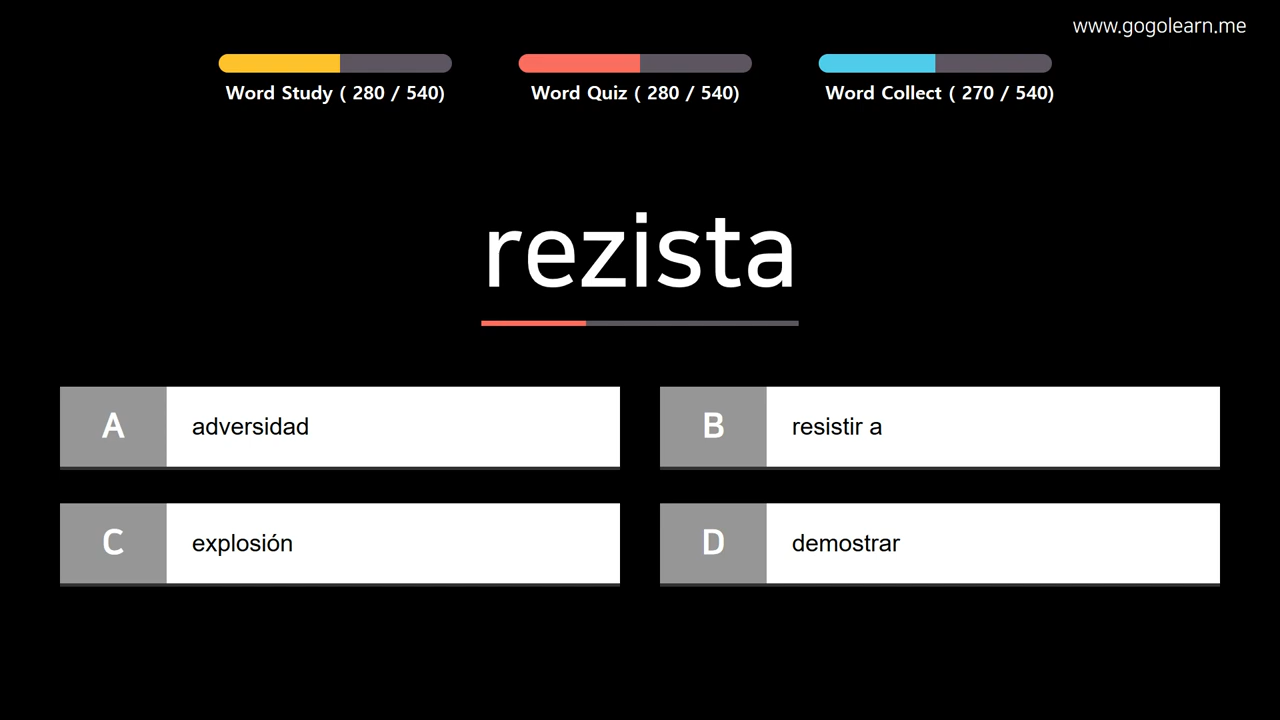 www.gogolearn.me
Word Study ( 280 / 540)
Word Quiz ( 280 / 540)
Word Collect ( 270 / 540)
rezista
A
adversidad
B
resistir a
C
explosión
D
demostrar